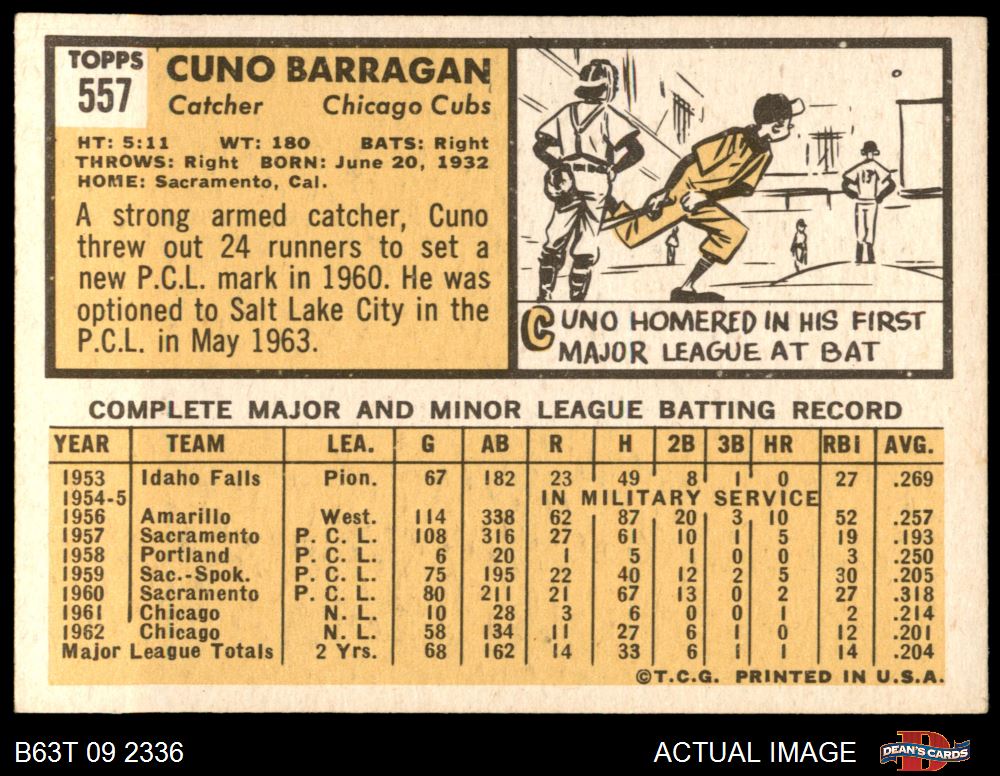 TOPPS
557
CUNO BARRAGAN
Catcher Chicago Cubs
HT: 5:11 WT: 180 BATS: Right
THROWS: Right BORN: June 20, 1932
HOME: Sacramento, Cal.
A strong armed catcher, Cuno
threw out 24 runners to set a
new P.C.L. mark in 1960. He was
optioned to Salt Lake City in the
P.C.L. in May 1963.
13
CUNO HOMERED IN HIS FIRST
MAJOR LEAGUE AT BAT
COMPLETE MAJOR AND MINOR LEAGUE BATTING RECORD
YEAR TEAM LEA. G AB R H 2B 3B HR RBI AVG.
1953 Idaho Falls Pion. 67 182 23 49 8 1 0 27 .269
1954-5 IN MILITARY SERVICE
1956 Amarillo West. 114 338 62 87 20 3 10 52 .257
1957 Sacramento P. C. L. 108 316 27 61 10 1 5 19 .193
1958 Portland P. C. L. 6 20 1 5 1 0 0 3 .250
1959 Sac.-Spok. P. C. L. 75 195 22 40 12 2 5 30 .205
1960 Sacramento P. C. L. 80 211 21 67 13 0 2 27 .318
1961 Chicago N. L. 10 28 3 6 0 0 1 2 .214
1962 Chicago N. L. 58 134 11 27 6 1 0 12 .201
Major League Totals 2 Yrs. 68 162 14 33 6 1 1 14 .204
©T.C.G. PRINTED IN U.S.A.
B63T 09 2336 ACTUAL IMAGE DEAN'S CARDS